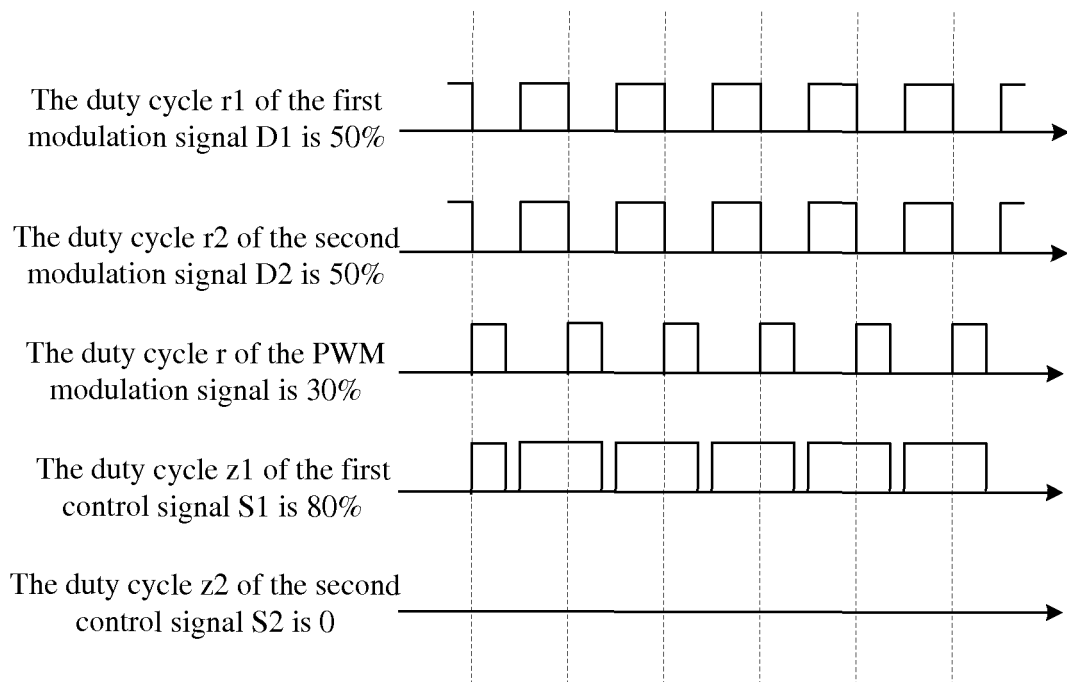 The duty cycle r1 of the first
modulation signal D1 is 50%
The duty cycle r2 of the second
modulation signal D2 is 50%
The duty cycle r of the PWM
modulation signal is 30%
The duty cycle z1 of the first
control signal S1 is 80%
The duty cycle z2 of the second
control signal S2 is 0